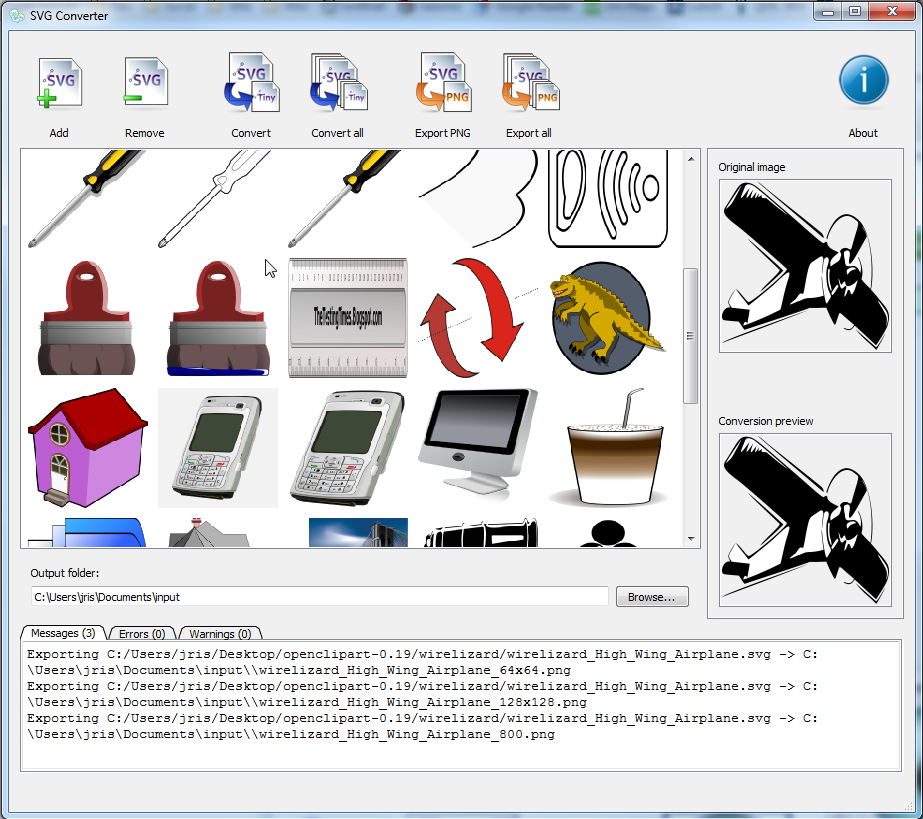 SVG Converter
SVG
SVG
SVG
Tiny
SVG
Tiny
SVG
PNG
SVG
PNG
i
Add
Remove
Convert
Convert all
Export PNG
Export all
About
Original image
TheDustingTimes.Blogspot.com
Conversion preview
Output folder:
C:\Users\jris\Documents\input
Browse...
Messages (3)
Errors (0)
Warnings (0)
Exporting C:/Users/jris/Desktop/openclipart-0.19/wirelizard/wirelizard_High_Wing_Airplane.svg -> C:
\Users\jris\Documents\input\\wirelizard_High_Wing_Airplane_64x64.png
Exporting C:/Users/jris/Desktop/openclipart-0.19/wirelizard/wirelizard_High_Wing_Airplane.svg -> C:
\Users\jris\Documents\input\\wirelizard_High_Wing_Airplane_128x128.png
Exporting C:/Users/jris/Desktop/openclipart-0.19/wirelizard/wirelizard_High_Wing_Airplane.svg -> C:
\Users\jris\Documents\input\\wirelizard_High_Wing_Airplane_800.png